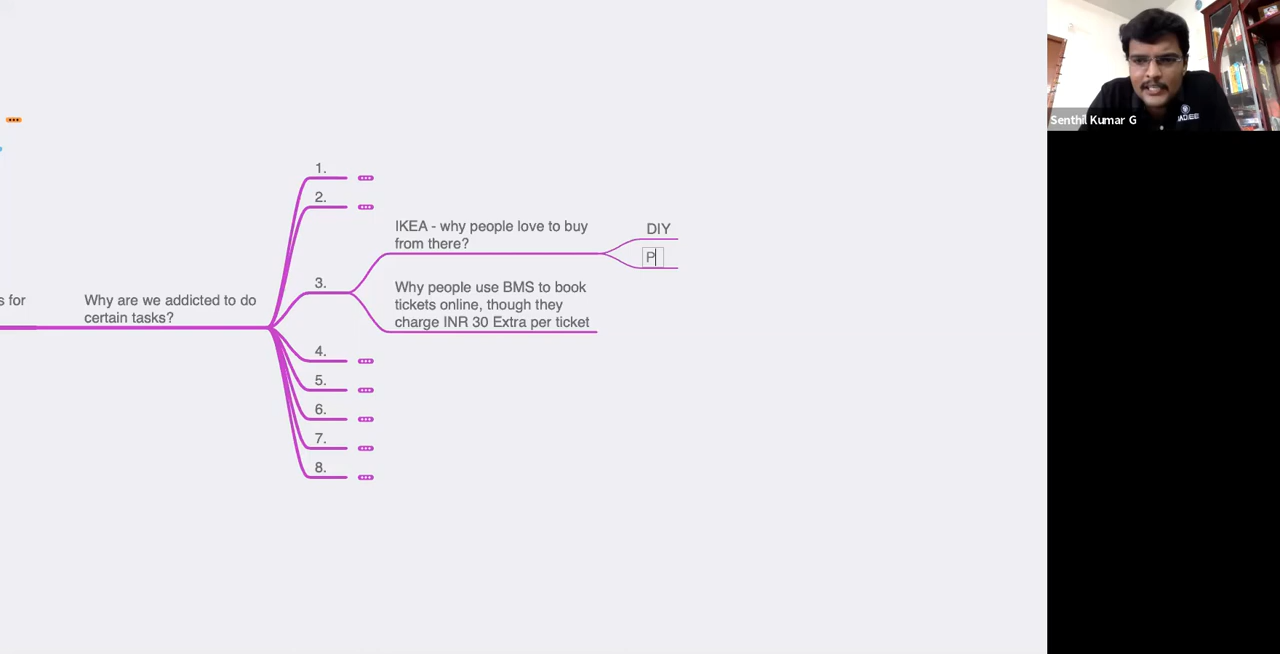 Senthil Kumar G
1.
2.
IKEA - why people love to buy
from there?
DIY
P
3.
Why people use BMS to book
tickets online, though they
charge INR 30 Extra per ticket
s for
Why are we addicted to do
certain tasks?
4.
5.
6.
7.
8.